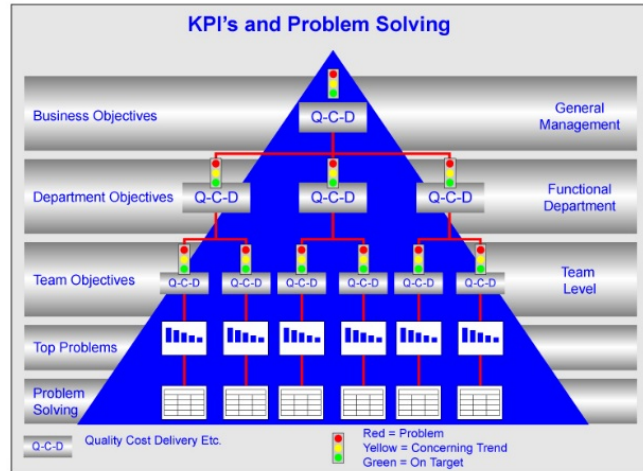 KPI's and Problem Solving
Business Objectives
Q-C-D
General
Management
Department Objectives
Q-C-D
Q-C-D
Q-C-D
Functional
Department
Team Objectives
Q-C-D
Q-C-D
Q-C-D
Q-C-D
Q-C-D
Q-C-D
Team
Level
Top Problems
Problem
Solving
Q-C-D
Quality Cost Delivery Etc.
Red = Problem
Yellow = Concerning Trend
Green = On Target